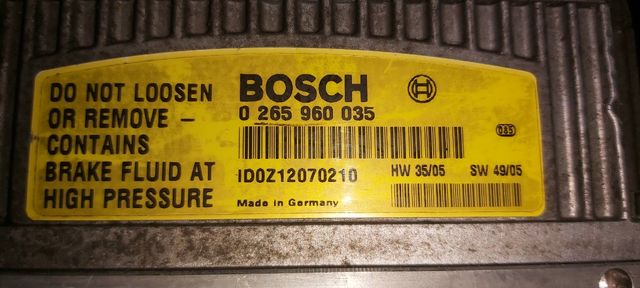 DO NOT LOOSEN
OR REMOVE –
CONTAINS
BRAKE FLUID AT
HIGH PRESSURE
BOSCH
0 265 960 035
085
ID0Z12070210
HW 35/05 SW 49/05
Made in Germany